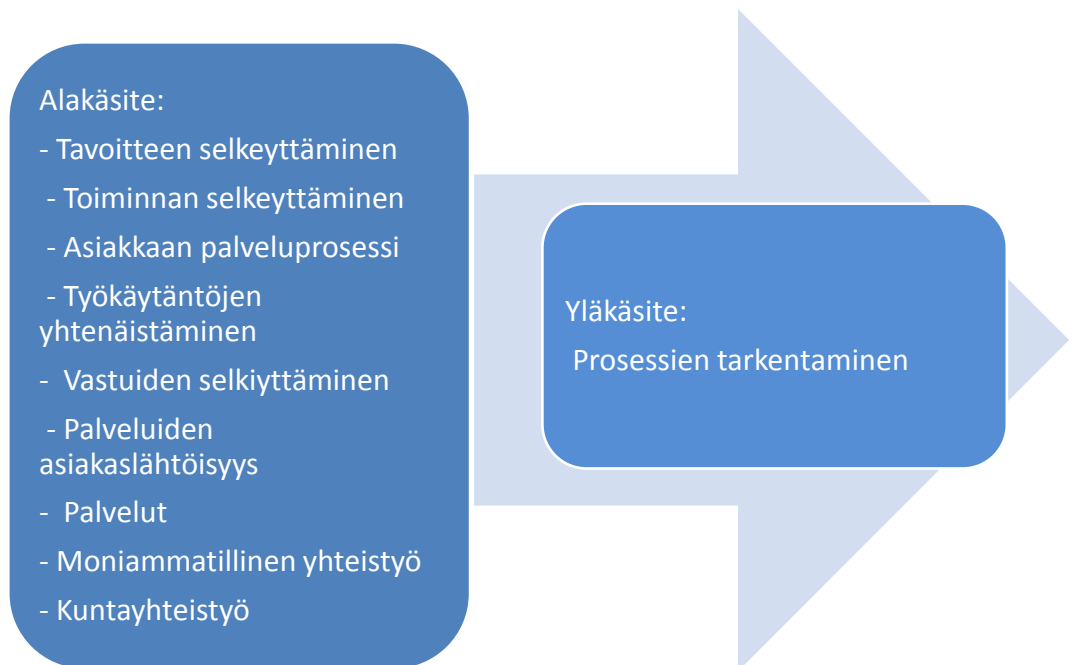 Alakäsite:
- Tavoitteen selkeyttäminen
- Toiminnan selkeyttäminen
- Asiakkaan palveluprosessi
- Työkäytäntöjen
yhtenäistäminen
- Vastuiden selkiyttäminen
- Palveluiden
asiakaslähtöisyys
- Palvelut
- Moniammatillinen yhteistyö
- Kuntayhteistyö
Yläkäsite:
Prosessien tarkentaminen